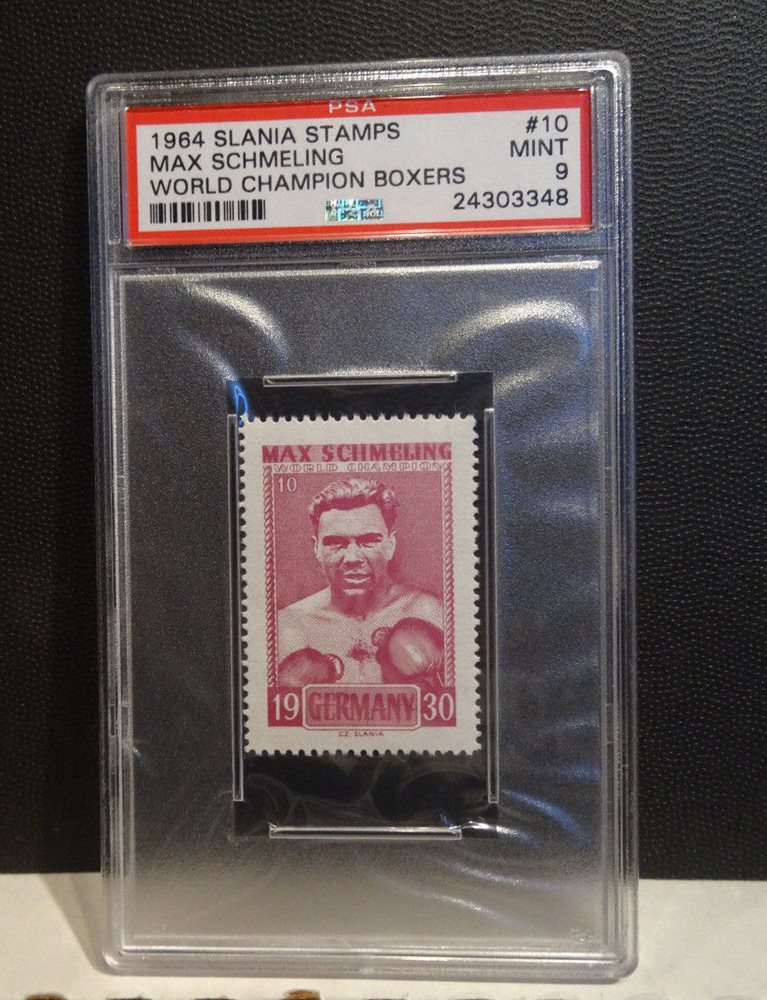 PSA
1964 SLANIA STAMPS #10
MAX SCHMELING MINT
WORLD CHAMPION BOXERS 9
24303348
MAX SCHMELING
WORLD CHAMPION
10
19 GERMANY 30
CZ. SLANIA